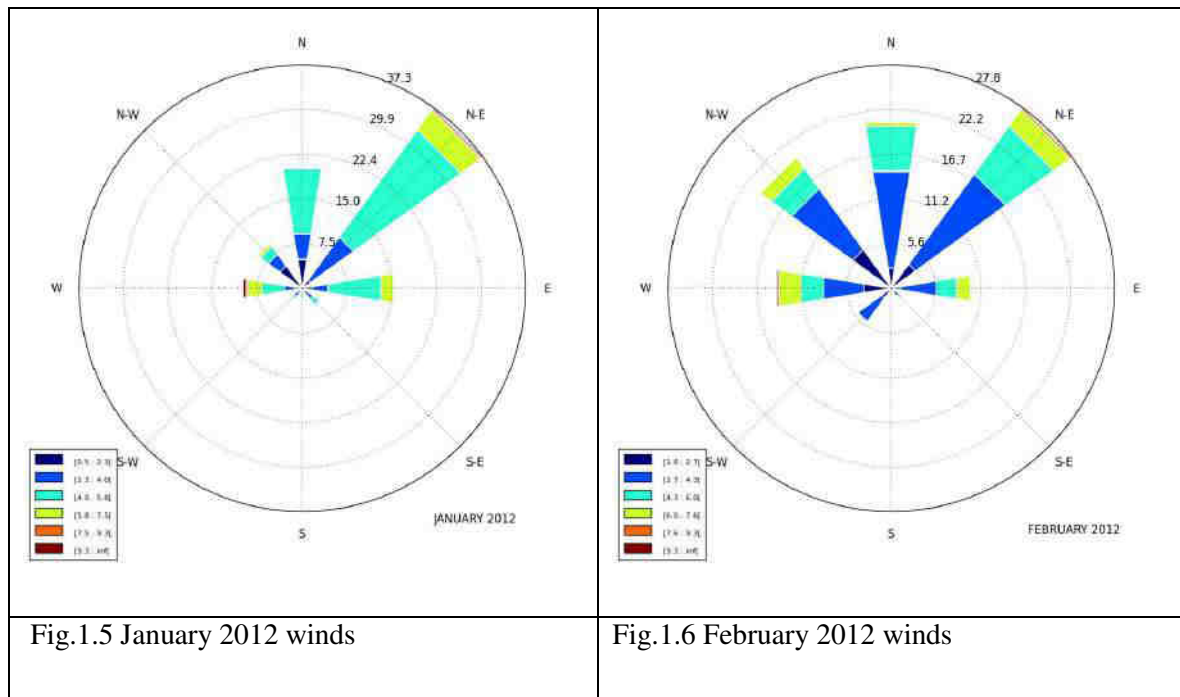 N
37.3
N-W
N-E
29.9
22.4
15.0
7.5
W
E
S-W
S-E
S
JANUARY 2012
N
27.8
N-W
N-E
22.2
16.7
11.2
5.6
W
E
S-W
S-E
S
FEBRUARY 2012
Fig.1.5 January 2012 winds
Fig.1.6 February 2012 winds